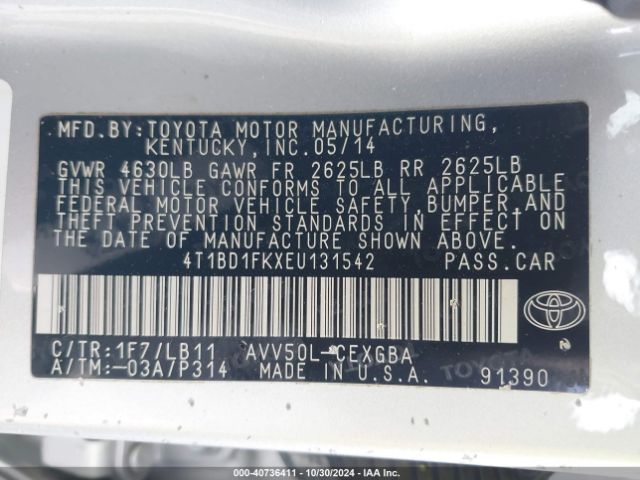 MFD.BY:TOYOTA MOTOR MANUFACTURING,
KENTUCKY,INC.05/14
GVWR 4630LB GAWR FR 2625LB RR 2625LB
THIS VEHICLE CONFORMS TO ALL APPLICABLE
FEDERAL MOTOR VEHICLE SAFETY,BUMPER,AND
THEFT PREVENTION STANDARDS IN EFFECT ON
THE DATE OF MANUFACTURE SHOWN ABOVE.
4T1BD1FKXEU131542 PASS.CAR
C/TR:1F7/LB11 AVV50L-CEXGBA
A/TM:-03A/P314 MADE IN U.S.A. 91390
000-40736411 - 10/30/2024 - IAA Inc.